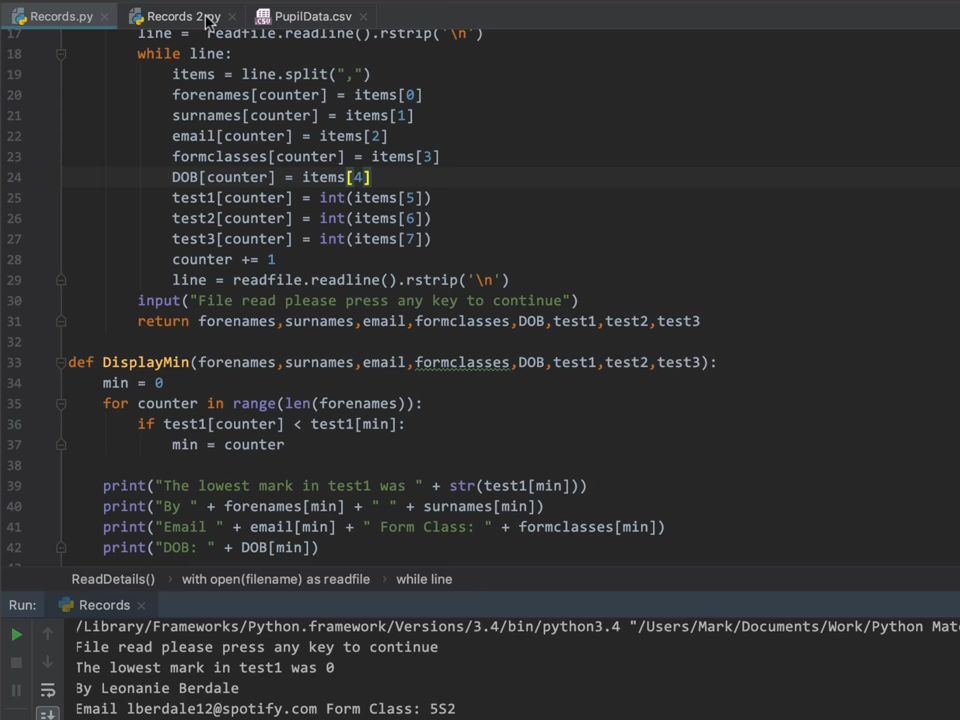 Records.py × Records 2.py × PupilData.csv ×
17 line = readfile.readline().rstrip('\n')
18 while line:
19 items = line.split(",")
20 forenames[counter] = items[0]
21 surnames[counter] = items[1]
22 email[counter] = items[2]
23 formclasses[counter] = items[3]
24 DOB[counter] = items[4]
25 test1[counter] = int(items[5])
26 test2[counter] = int(items[6])
27 test3[counter] = int(items[7])
28 counter += 1
29 line = readfile.readline().rstrip('\n')
30 input("File read please press any key to continue")
31 return forenames,surnames,email,formclasses,DOB,test1,test2,test3
32
33 def DisplayMin(forenames,surnames,email,formclasses,DOB,test1,test2,test3):
34 min = 0
35 for counter in range(len(forenames)):
36 if test1[counter] < test1[min]:
37 min = counter
38
39 print("The lowest mark in test1 was " + str(test1[min]))
40 print("By " + forenames[min] + " " + surnames[min])
41 print("Email " + email[min] + " Form Class: " + formclasses[min])
42 print("DOB: " + DOB[min])
ReadDetails() › with open(filename) as readfile › while line
Run: Records ×
/Library/Frameworks/Python.framework/Versions/3.4/bin/python3.4 "/Users/Mark/Documents/Work/Python Mate
File read please press any key to continue
The lowest mark in test1 was 0
By Leonanie Berdale
Email lberdale12@spotify.com Form Class: 5S2